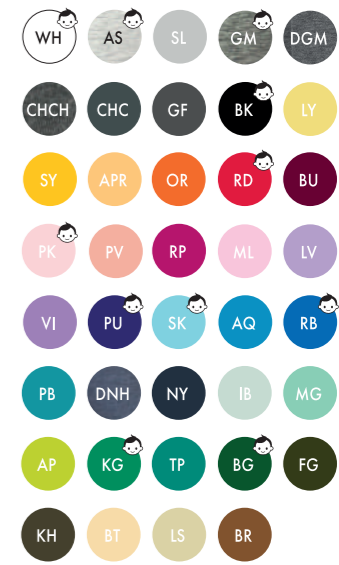 WH AS SL GM DGM
CHCH CHC GF BK LY
SY APR OR RD BU
PK PV RP ML LV
VI PU SK AQ RB
PB DNH NY IB MG
AP KG TP BG FG
KH BT LS BR